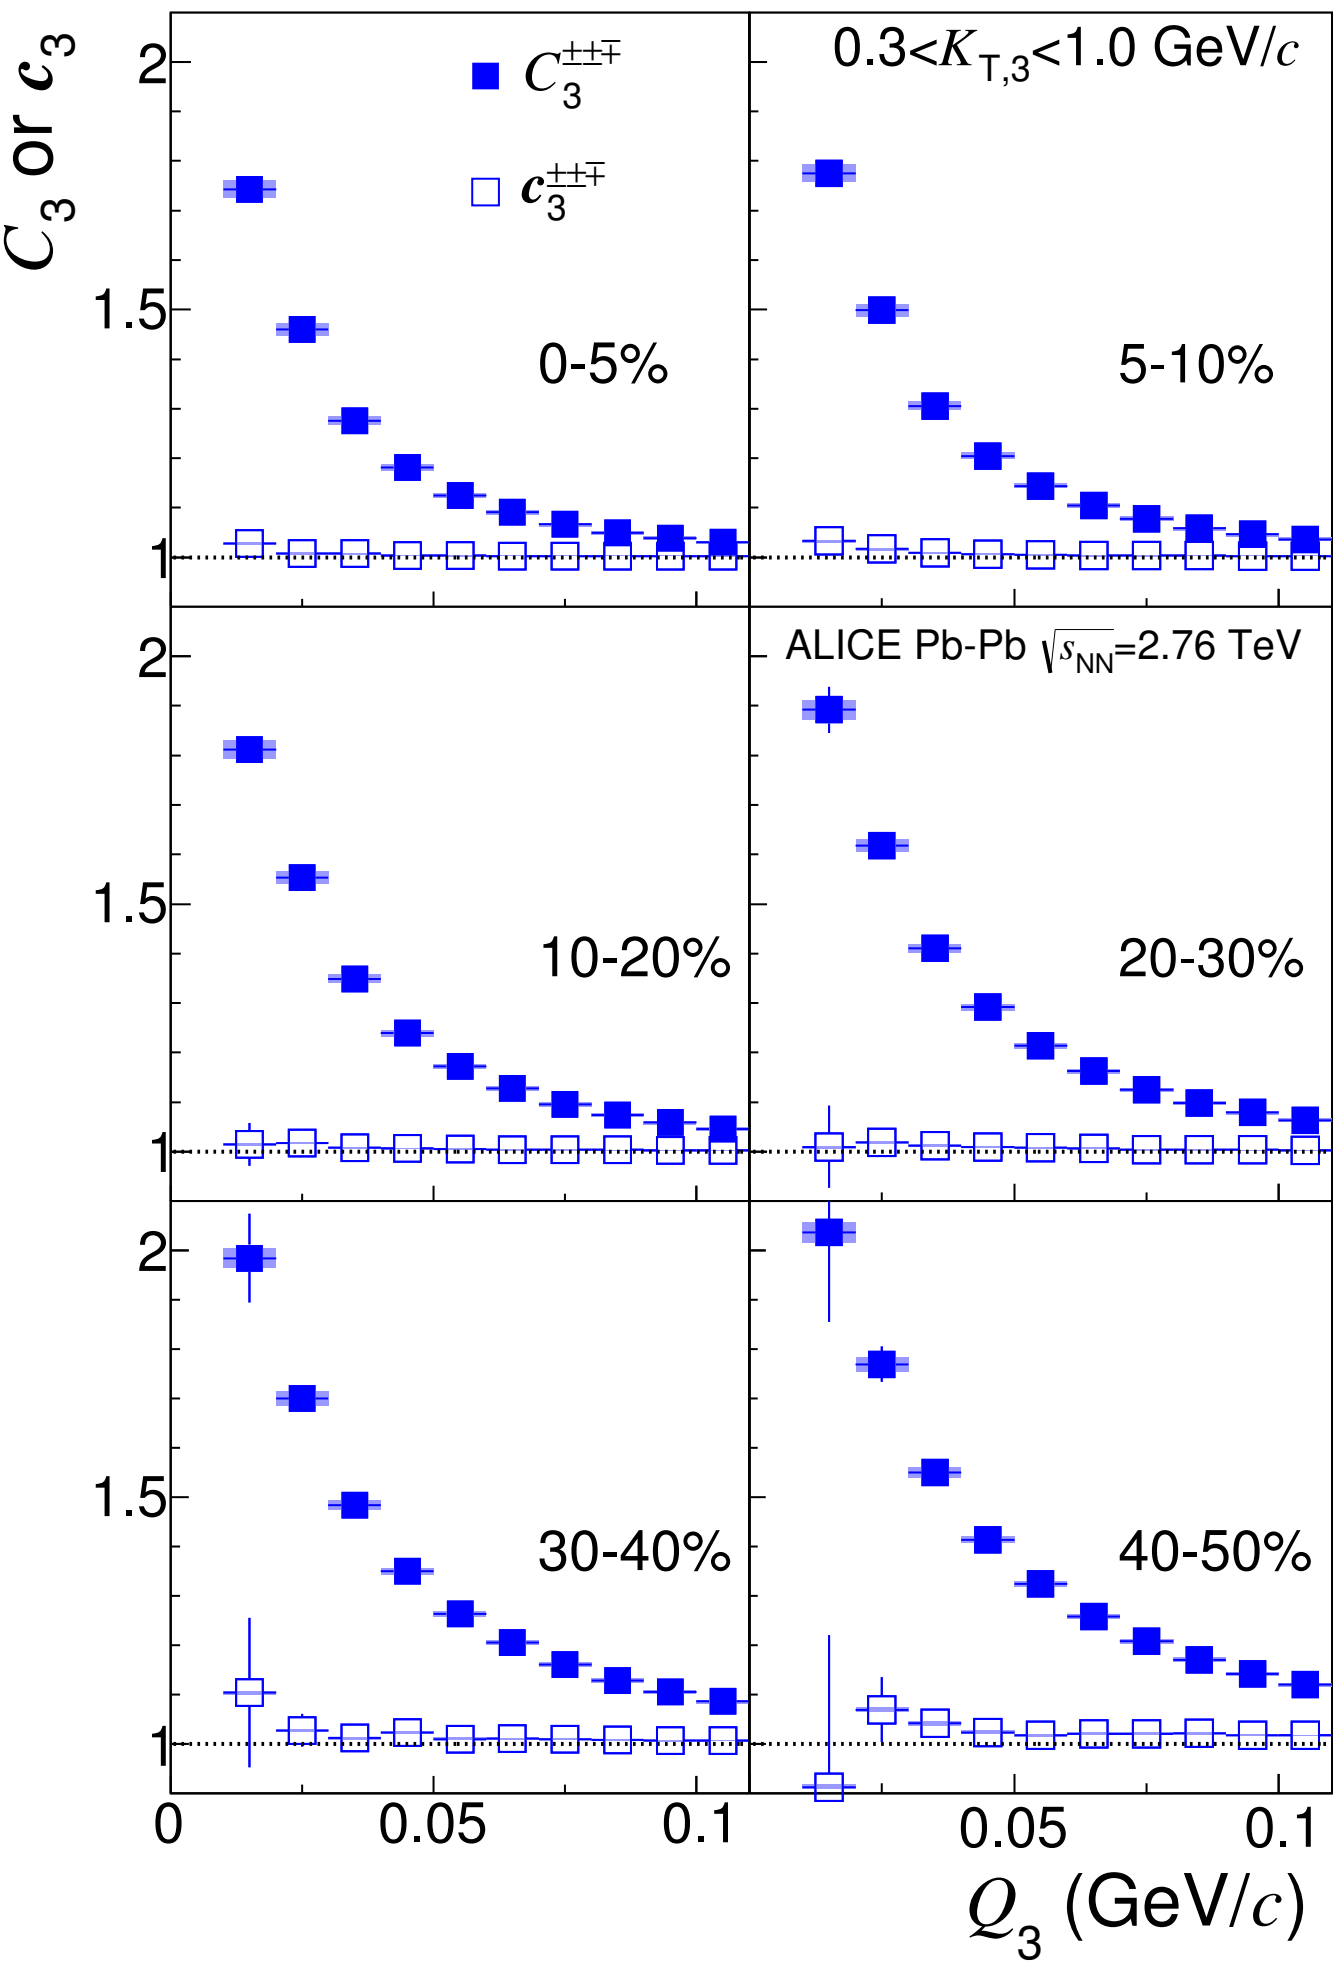 C₃ or c₃
2
C₃^±±∓
c₃^±±∓
1.5
0-5%
1
0.3<K_T,3<1.0 GeV/c
5-10%
2
1.5
10-20%
1
ALICE Pb-Pb √s_NN=2.76 TeV
20-30%
2
1.5
30-40%
1
40-50%
0 0.05 0.1
0.05 0.1
Q₃ (GeV/c)